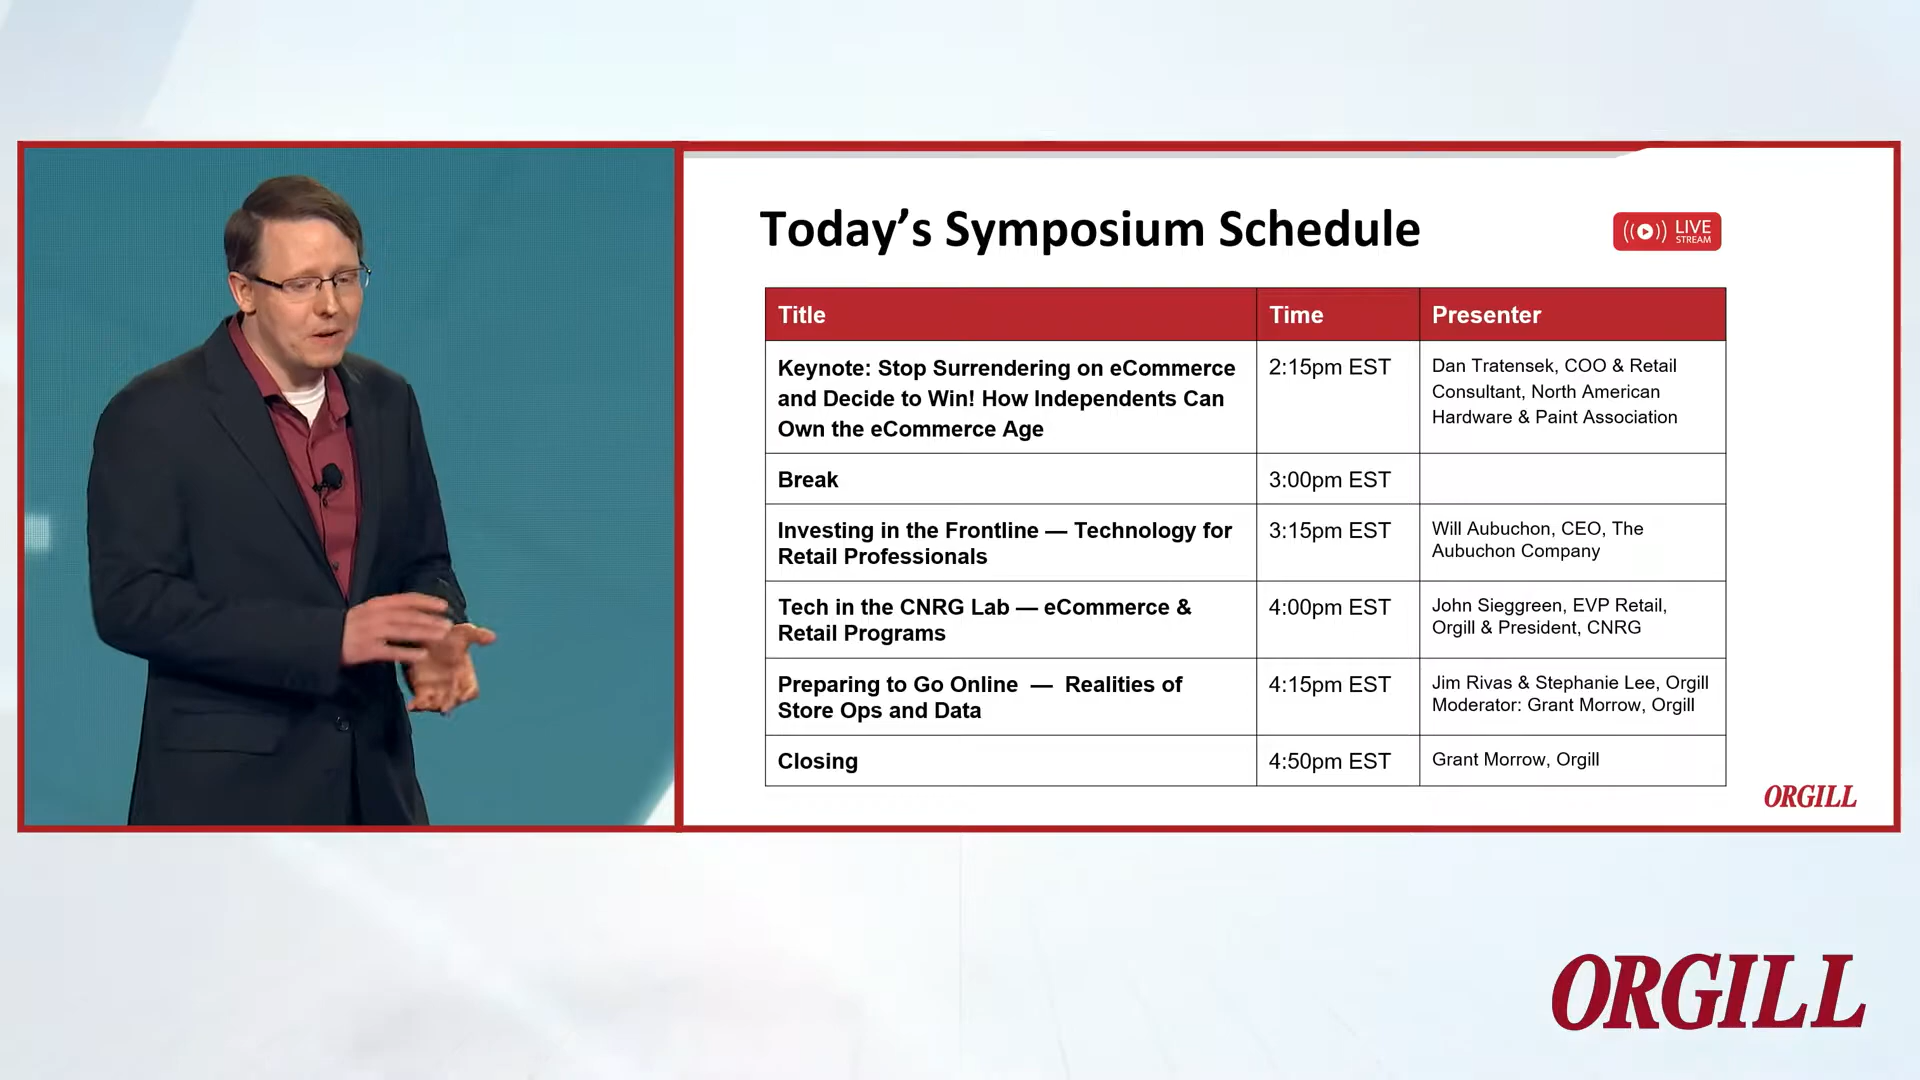 Today's Symposium Schedule
LIVE
STREAM
Title Time Presenter
Keynote: Stop Surrendering on eCommerce
and Decide to Win! How Independents Can
Own the eCommerce Age
2:15pm EST
Dan Tratensek, COO & Retail
Consultant, North American
Hardware & Paint Association
Break
3:00pm EST
Investing in the Frontline — Technology for
Retail Professionals
3:15pm EST
Will Aubuchon, CEO, The
Aubuchon Company
Tech in the CNRG Lab — eCommerce &
Retail Programs
4:00pm EST
John Sieggreen, EVP Retail,
Orgill & President, CNRG
Preparing to Go Online — Realities of
Store Ops and Data
4:15pm EST
Jim Rivas & Stephanie Lee, Orgill
Moderator: Grant Morrow, Orgill
Closing
4:50pm EST
Grant Morrow, Orgill
ORGILL
ORGILL